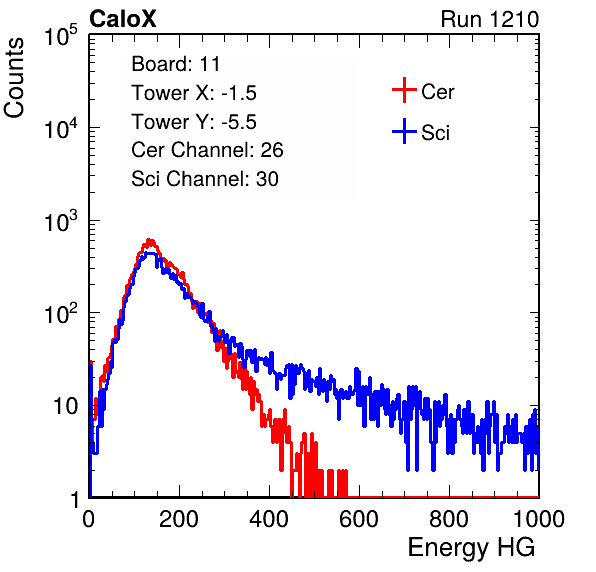 CaloX Run 1210
Counts
10^5
10^4
10^3
10^2
10
1
Board: 11
Tower X: -1.5
Tower Y: -5.5
Cer Channel: 26
Sci Channel: 30
Cer
Sci
0 200 400 600 800 1000
Energy HG